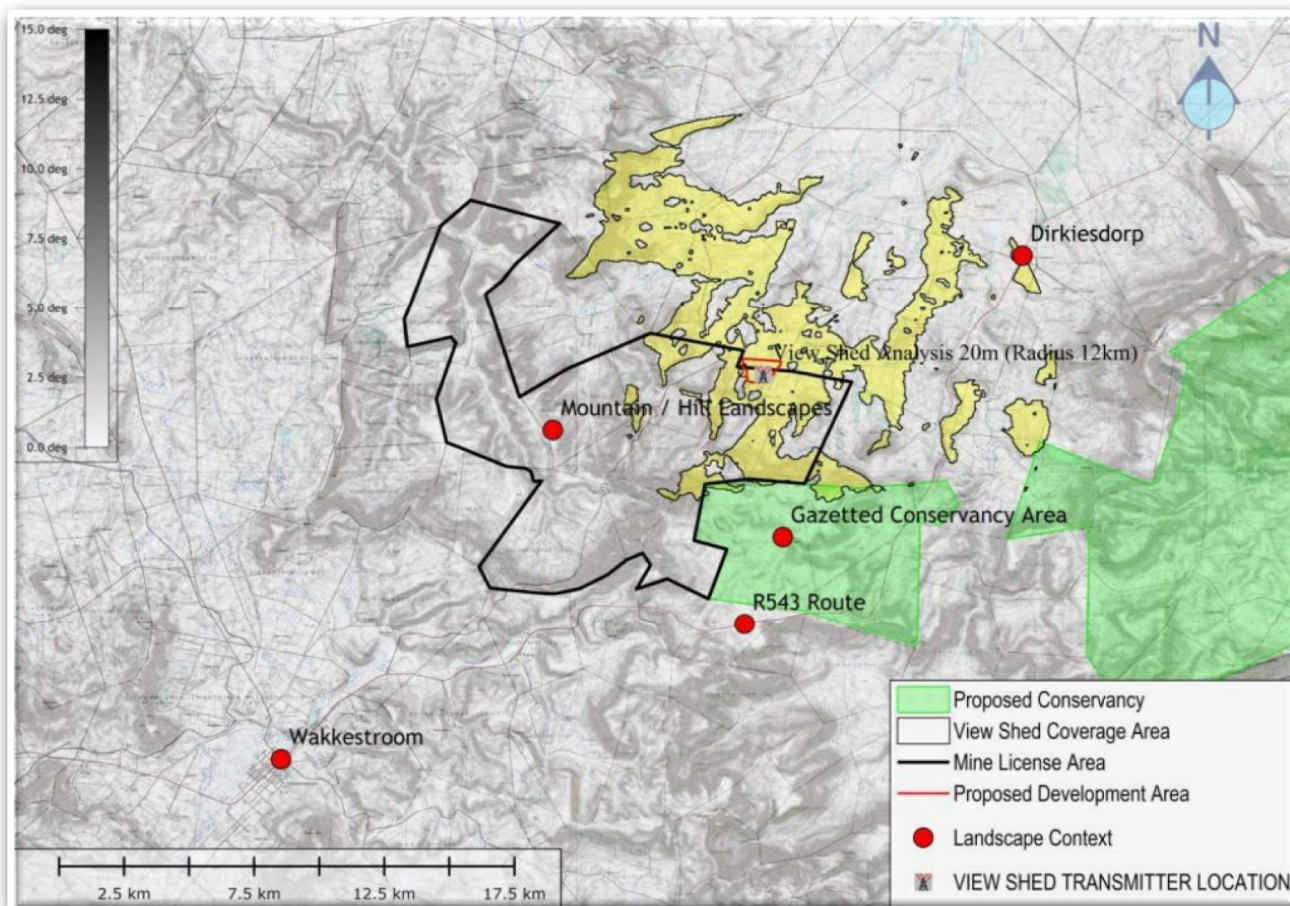 15.0 deg
12.5 deg
10.0 deg
7.5 deg
5.0 deg
2.5 deg
0.0 deg
N
Dirkiesdorp
View Shed Analysis 20m (Radius 12km)
Mountain / Hill Landscapes
Gazetted Conservancy Area
R543 Route
Wakkestroom
Proposed Conservancy
View Shed Coverage Area
Mine License Area
Proposed Development Area
Landscape Context
VIEW SHED TRANSMITTER LOCATION
2.5 km
7.5 km
12.5 km
17.5 km